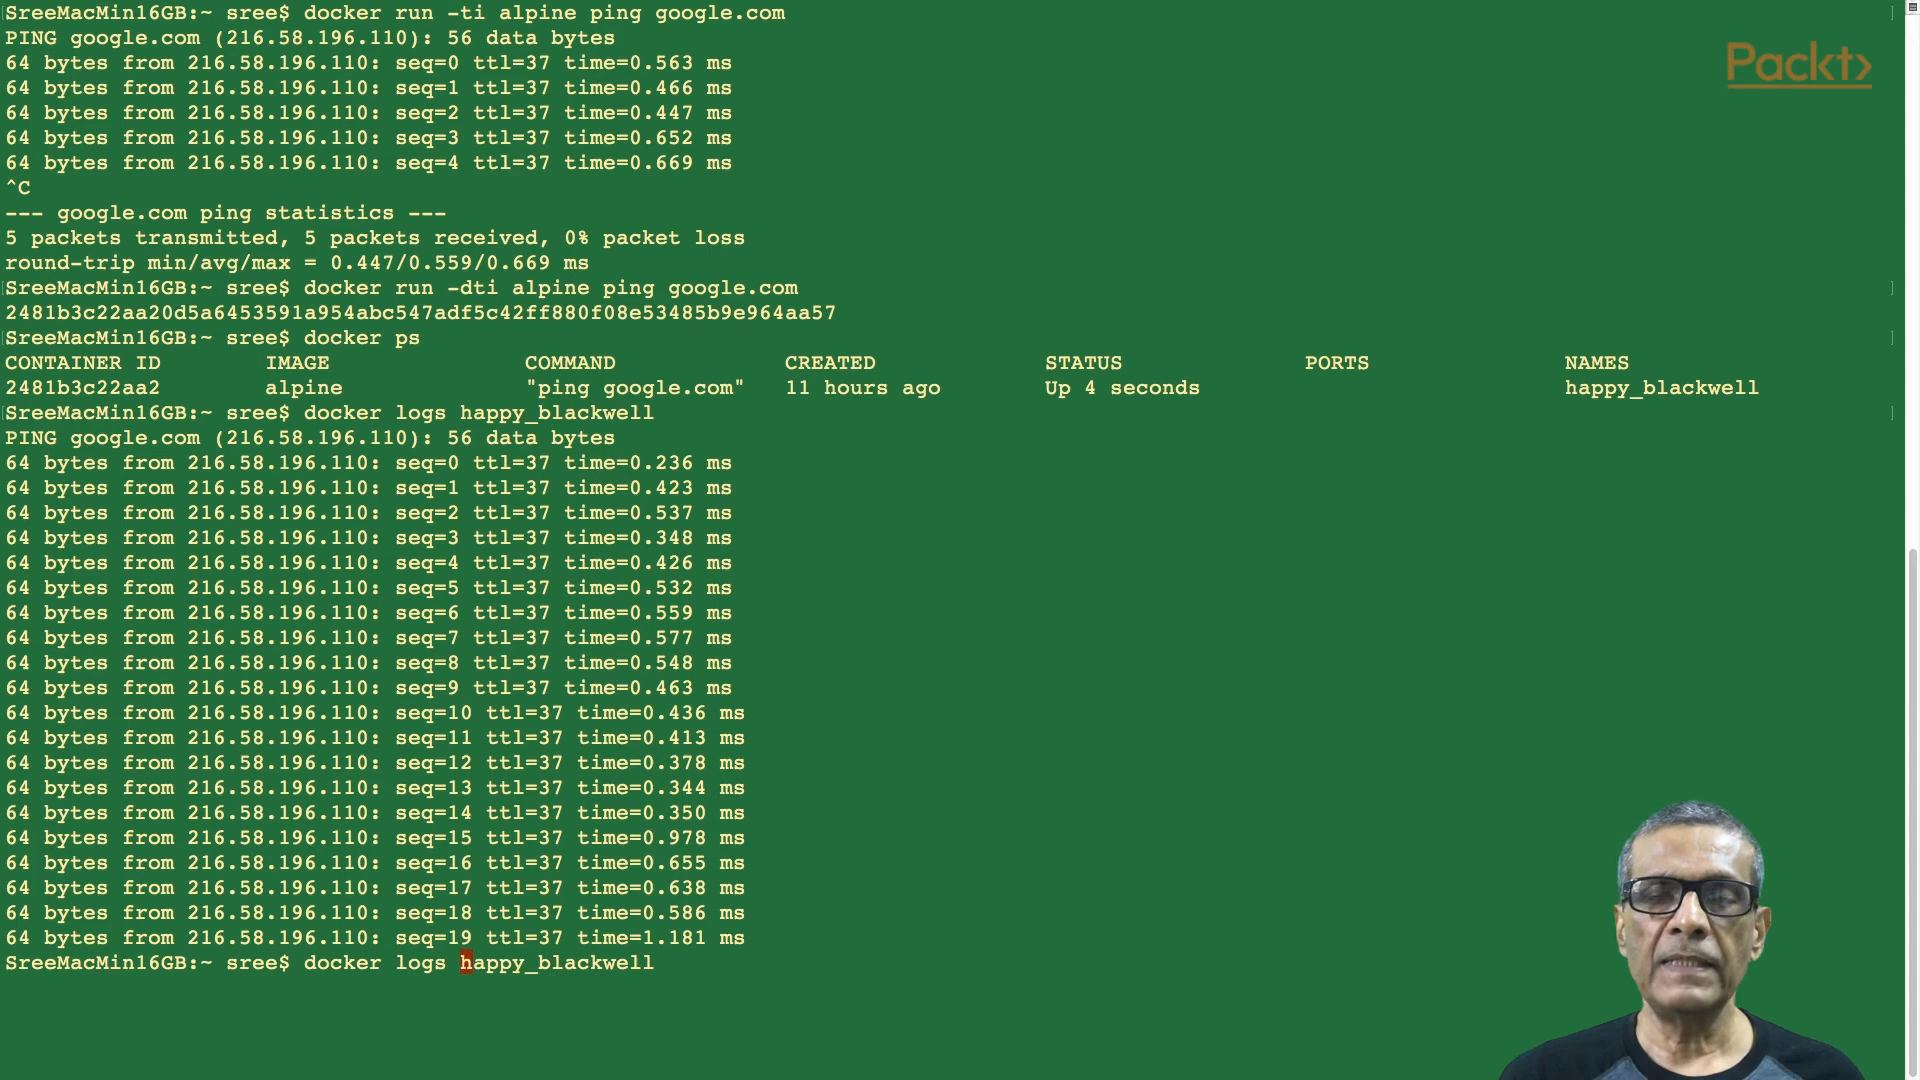 SreeMacMin16GB:~ sree$ docker run -ti alpine ping google.com
Packt>
PING google.com (216.58.196.110): 56 data bytes
64 bytes from 216.58.196.110: seq=0 ttl=37 time=0.563 ms
64 bytes from 216.58.196.110: seq=1 ttl=37 time=0.466 ms
64 bytes from 216.58.196.110: seq=2 ttl=37 time=0.447 ms
64 bytes from 216.58.196.110: seq=3 ttl=37 time=0.652 ms
64 bytes from 216.58.196.110: seq=4 ttl=37 time=0.669 ms
^C
--- google.com ping statistics ---
5 packets transmitted, 5 packets received, 0% packet loss
round-trip min/avg/max = 0.447/0.559/0.669 ms
SreeMacMin16GB:~ sree$ docker run -dti alpine ping google.com
2481b3c22aa20d5a6453591a954abc547adf5c42ff880f08e53485b9e964aa57
SreeMacMin16GB:~ sree$ docker ps
CONTAINER ID IMAGE COMMAND CREATED STATUS PORTS NAMES
2481b3c22aa2 alpine "ping google.com" 11 hours ago Up 4 seconds happy_blackwell
SreeMacMin16GB:~ sree$ docker logs happy_blackwell
PING google.com (216.58.196.110): 56 data bytes
64 bytes from 216.58.196.110: seq=0 ttl=37 time=0.236 ms
64 bytes from 216.58.196.110: seq=1 ttl=37 time=0.423 ms
64 bytes from 216.58.196.110: seq=2 ttl=37 time=0.537 ms
64 bytes from 216.58.196.110: seq=3 ttl=37 time=0.348 ms
64 bytes from 216.58.196.110: seq=4 ttl=37 time=0.426 ms
64 bytes from 216.58.196.110: seq=5 ttl=37 time=0.532 ms
64 bytes from 216.58.196.110: seq=6 ttl=37 time=0.559 ms
64 bytes from 216.58.196.110: seq=7 ttl=37 time=0.577 ms
64 bytes from 216.58.196.110: seq=8 ttl=37 time=0.548 ms
64 bytes from 216.58.196.110: seq=9 ttl=37 time=0.463 ms
64 bytes from 216.58.196.110: seq=10 ttl=37 time=0.436 ms
64 bytes from 216.58.196.110: seq=11 ttl=37 time=0.413 ms
64 bytes from 216.58.196.110: seq=12 ttl=37 time=0.378 ms
64 bytes from 216.58.196.110: seq=13 ttl=37 time=0.344 ms
64 bytes from 216.58.196.110: seq=14 ttl=37 time=0.350 ms
64 bytes from 216.58.196.110: seq=15 ttl=37 time=0.978 ms
64 bytes from 216.58.196.110: seq=16 ttl=37 time=0.655 ms
64 bytes from 216.58.196.110: seq=17 ttl=37 time=0.638 ms
64 bytes from 216.58.196.110: seq=18 ttl=37 time=0.586 ms
64 bytes from 216.58.196.110: seq=19 ttl=37 time=1.181 ms
SreeMacMin16GB:~ sree$ docker logs happy_blackwell